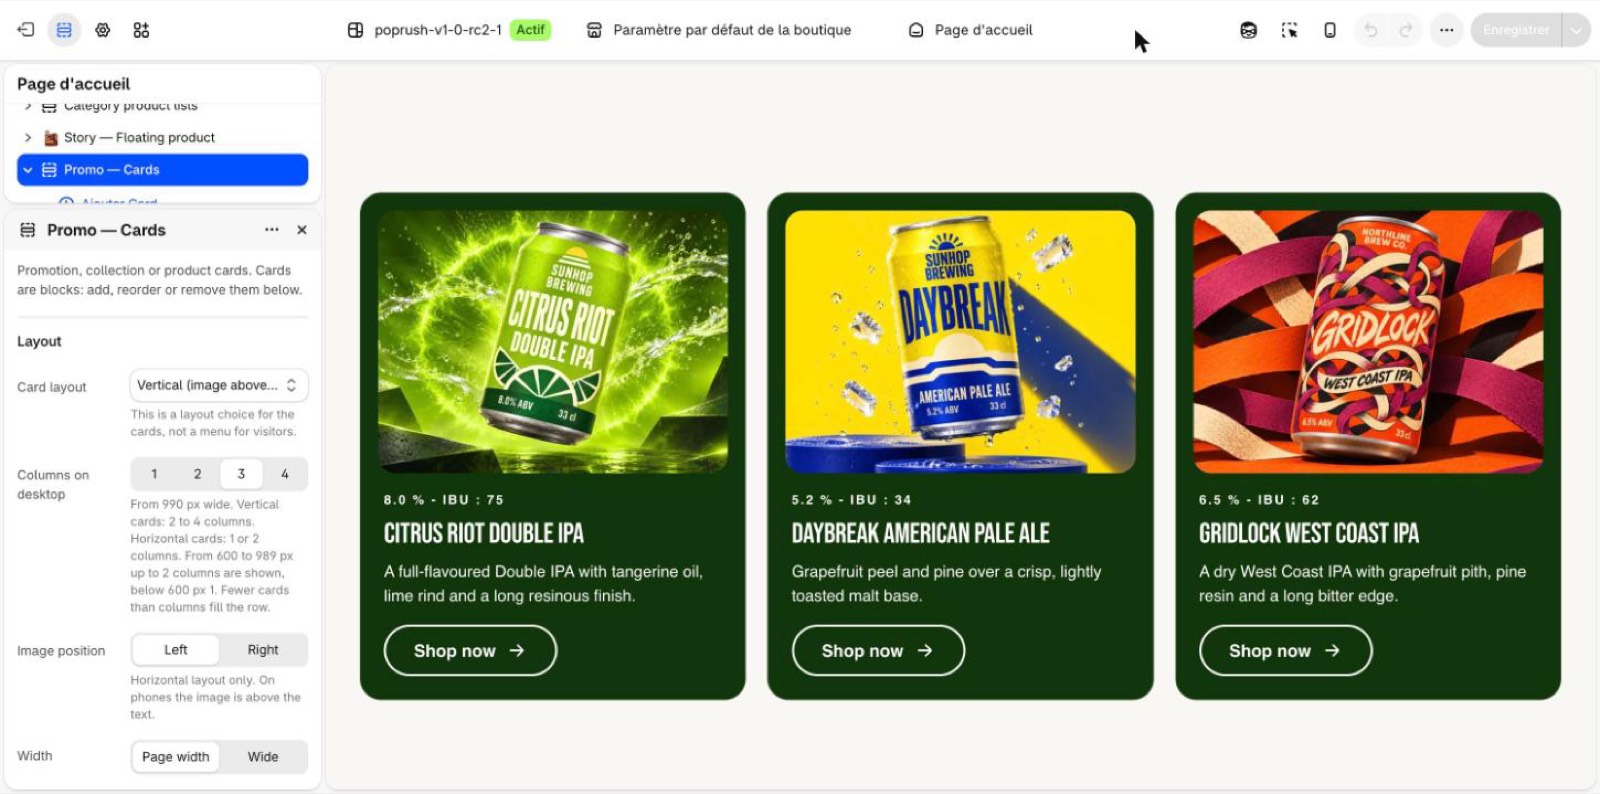 poprush-v1-0-rc2-1 Actif
Paramètre par défaut de la boutique
Page d'accueil
Enregistrer
Page d'accueil
Category product lists
Story — Floating product
Promo — Cards
Ajouter Card
Promo — Cards
Promotion, collection or product cards. Cards
are blocks: add, reorder or remove them below.
Layout
Card layout
Vertical (image above...
This is a layout choice for the
cards, not a menu for visitors.
Columns on
desktop
1 2 3 4
From 990 px wide. Vertical
cards: 2 to 4 columns.
Horizontal cards: 1 or 2
columns. From 600 to 989 px
up to 2 columns are shown,
below 600 px 1. Fewer cards
than columns fill the row.
Image position
Left Right
Horizontal layout only. On
phones the image is above the
text.
Width
Page width Wide
SUNHOP
BREWING
CITRUS RIOT
DOUBLE IPA
8.0% ABV 33 cl
8.0 % - IBU : 75
CITRUS RIOT DOUBLE IPA
A full-flavoured Double IPA with tangerine oil,
lime rind and a long resinous finish.
Shop now →
SUNHOP
BREWING
DAYBREAK
AMERICAN PALE ALE
5.2% ABV 33 cl
5.2 % - IBU : 34
DAYBREAK AMERICAN PALE ALE
Grapefruit peel and pine over a crisp, lightly
toasted malt base.
Shop now →
NORTHLINE
BREW CO.
GRIDLOCK
WEST COAST IPA
6.5% ABV 33 cl
6.5 % - IBU : 62
GRIDLOCK WEST COAST IPA
A dry West Coast IPA with grapefruit pith, pine
resin and a long bitter edge.
Shop now →